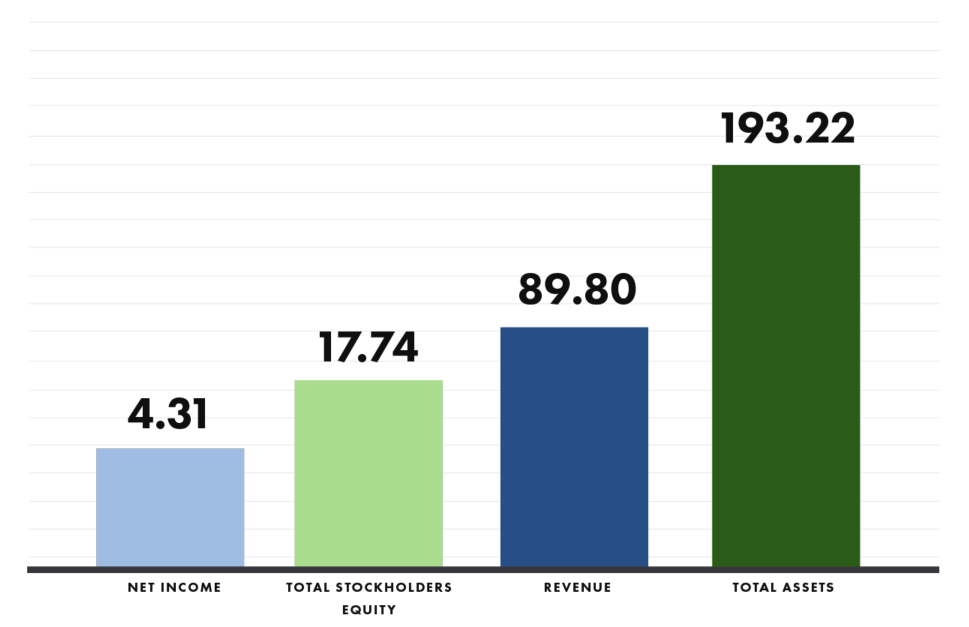 193.22
89.80
17.74
4.31
NET INCOME
TOTAL STOCKHOLDERS
EQUITY
REVENUE
TOTAL ASSETS